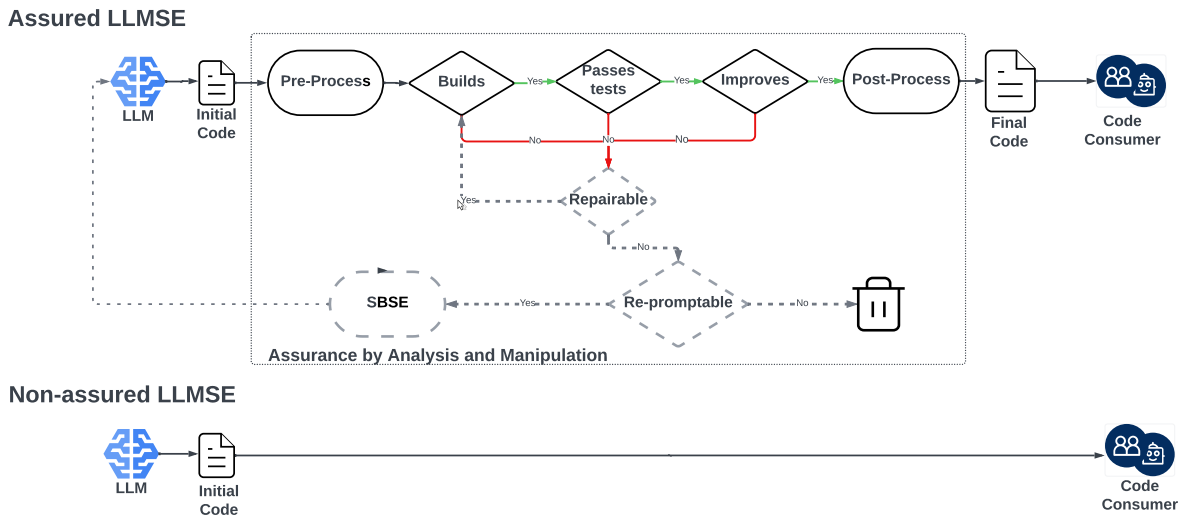 Assured LLMSE
LLM
Initial
Code
Pre-Process
Builds
Yes
Passes
tests
Yes
Improves
Yes
Post-Process
Final
Code
Code
Consumer
No
No
No
Repairable
Yes
No
SBSE
Yes
Re-promptable
No
Assurance by Analysis and Manipulation
Non-assured LLMSE
LLM
Initial
Code
Code
Consumer